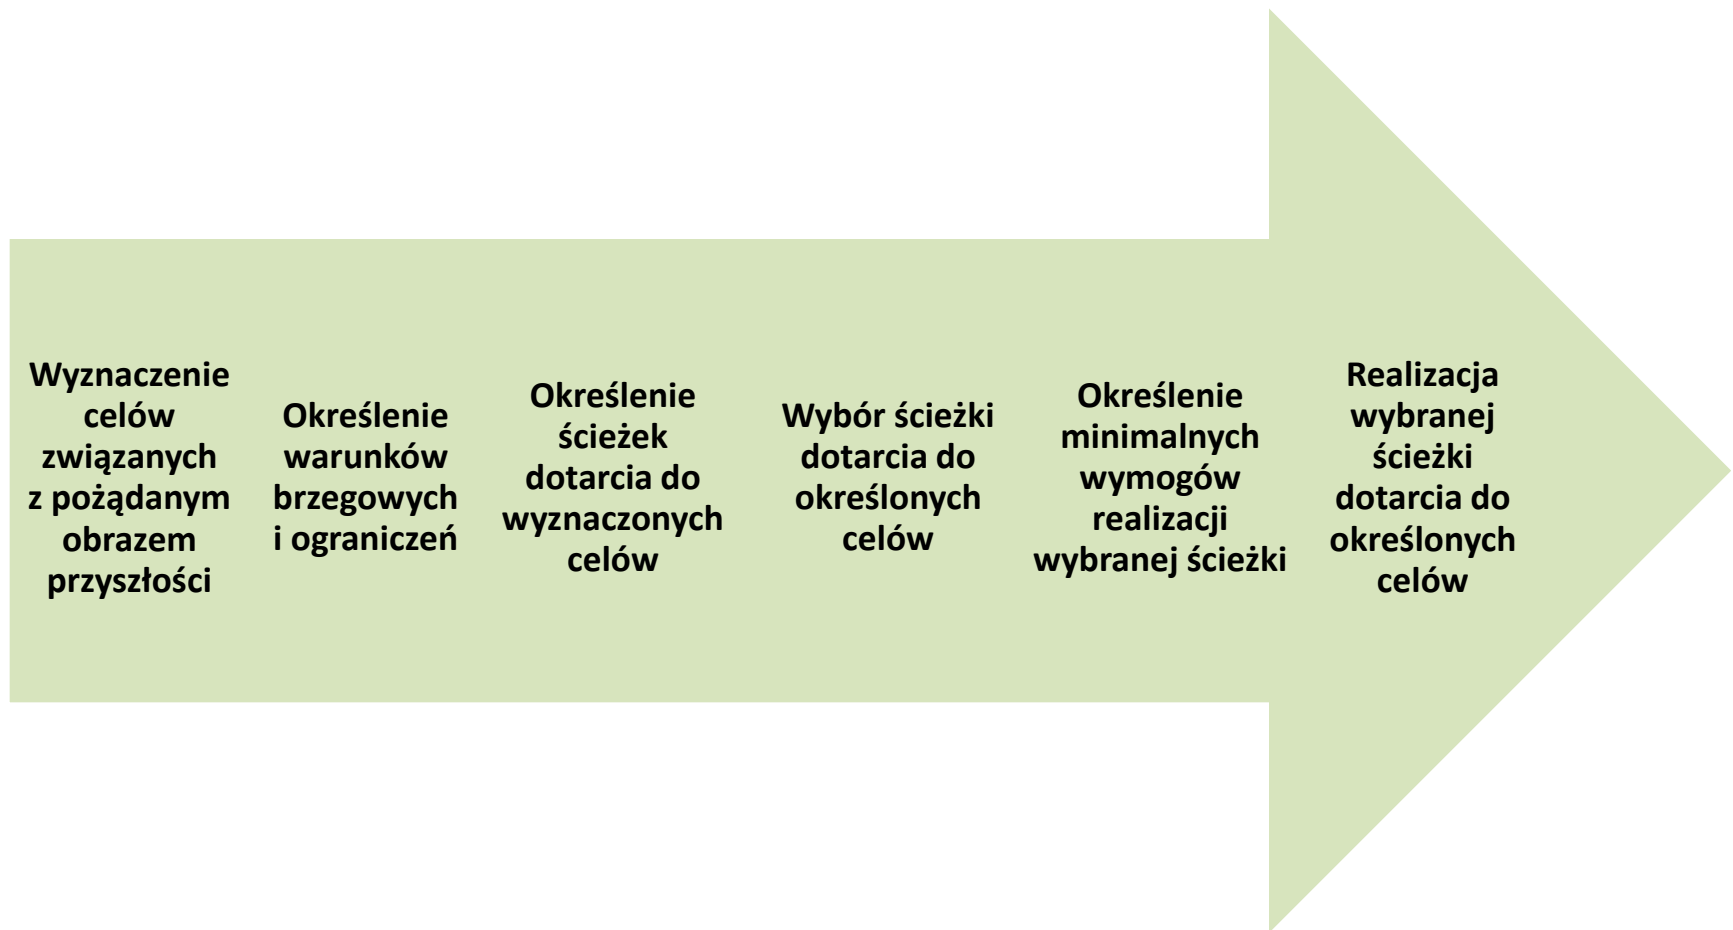 Wyznaczenie
celów
związanych
z pożądanym
obrazem
przyszłości
Określenie
warunków
brzegowych
i ograniczeń
Określenie
ścieżek
dotarcia do
wyznaczonych
celów
Wybór ścieżki
dotarcia do
określonych
celów
Określenie
minimalnych
wymogów
realizacji
wybranej ścieżki
Realizacja
wybranej
ścieżki
dotarcia do
określonych
celów